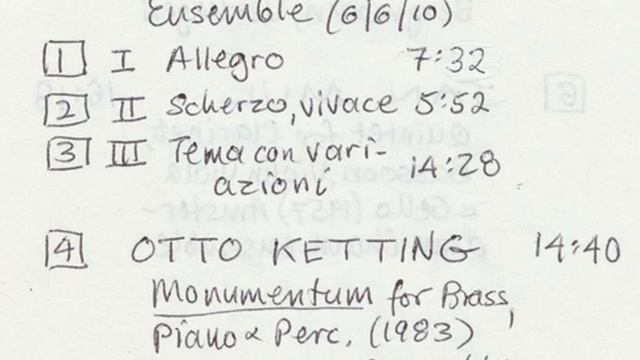 Ensemble (6/6/10)
1 I Allegro 7:32
2 II Scherzo, vivace 5:52
3 III Tema con vari-
azioni 14:28
4 OTTO KETTING 14:40
Monumentum for Brass,
Piano & Perc. (1983)